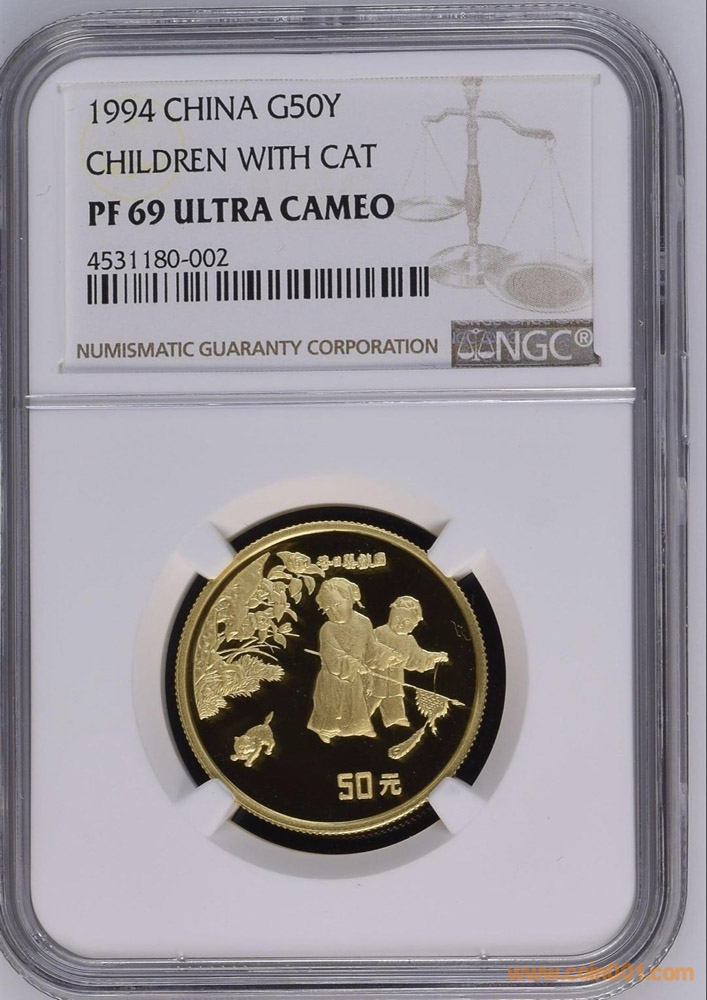 1994 CHINA G50Y
CHILDREN WITH CAT
PF 69 ULTRA CAMEO
4531180-002
NUMISMATIC GUARANTY CORPORATION
NGC®
50元
www.coin001.com